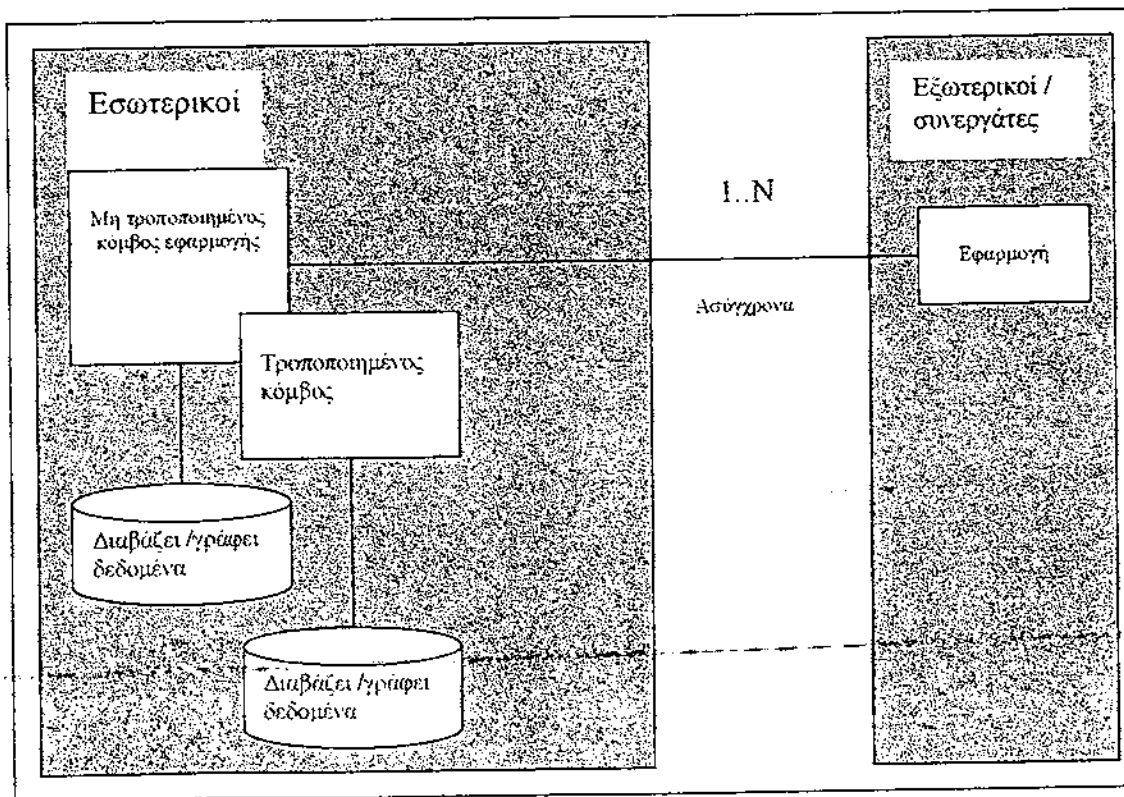 Εσωτερικοί
Εξωτερικοί /
συνεργάτες
Μη τροποποιημένος
κόμβος εφαρμογής
1..N
Εφαρμογή
Ασύγχρονα
Τροποποιημένος
κόμβος
Διαβάζει /γράφει
δεδομένα
Διαβάζει /γράφει
δεδομένα